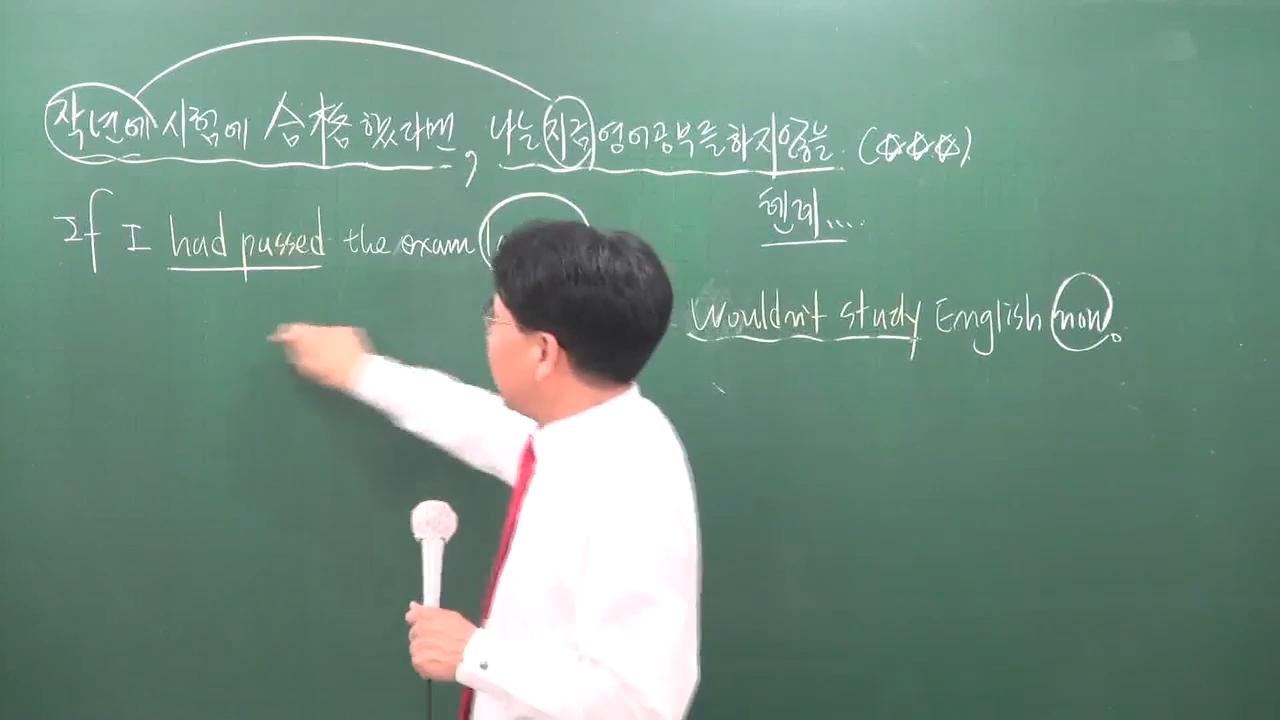 작년에 시험에 合格했라면, 나는 지금 영어공부를 하지 않을 (☆☆☆)
If I had passed the exam
텐데....
wouldn't study English now.